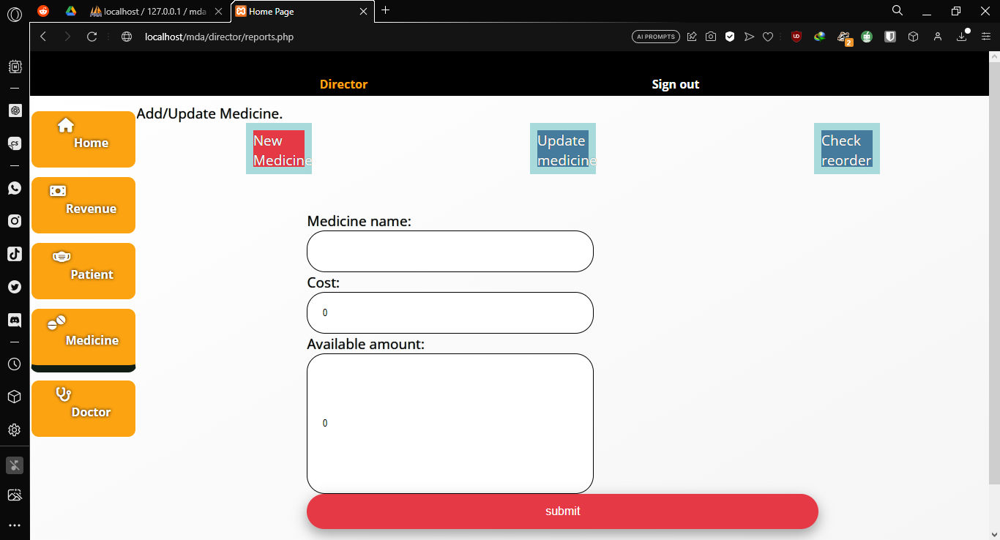 localhost / 127.0.0.1 / mda
Home Page
localhost/mda/director/reports.php
AI PROMPTS
2
Director
Sign out
Home
Revenue
Patient
Medicine
Doctor
Add/Update Medicine.
New
Medicine
Update
medicine
Check
reorder
Medicine name:
Cost:
0
Available amount:
0
submit